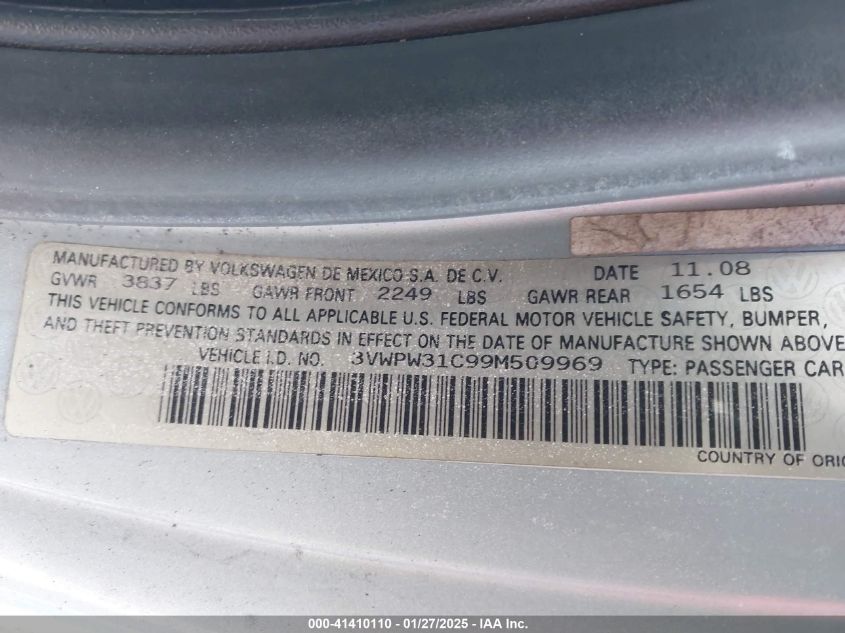 MANUFACTURED BY VOLKSWAGEN DE MEXICO S.A. DE C.V. DATE 11.08
GVWR 3837 LBS GAWR FRONT 2249 LBS GAWR REAR 1654 LBS
THIS VEHICLE CONFORMS TO ALL APPLICABLE U.S. FEDERAL MOTOR VEHICLE SAFETY, BUMPER,
AND THEFT PREVENTION STANDARDS IN EFFECT ON THE DATE OF MANUFACTURE SHOWN ABOVE
VEHICLE I.D. NO. 3VWPW31C99M509969 TYPE: PASSENGER CAR
COUNTRY OF ORIG
000-41410110 - 01/27/2025 - IAA Inc.